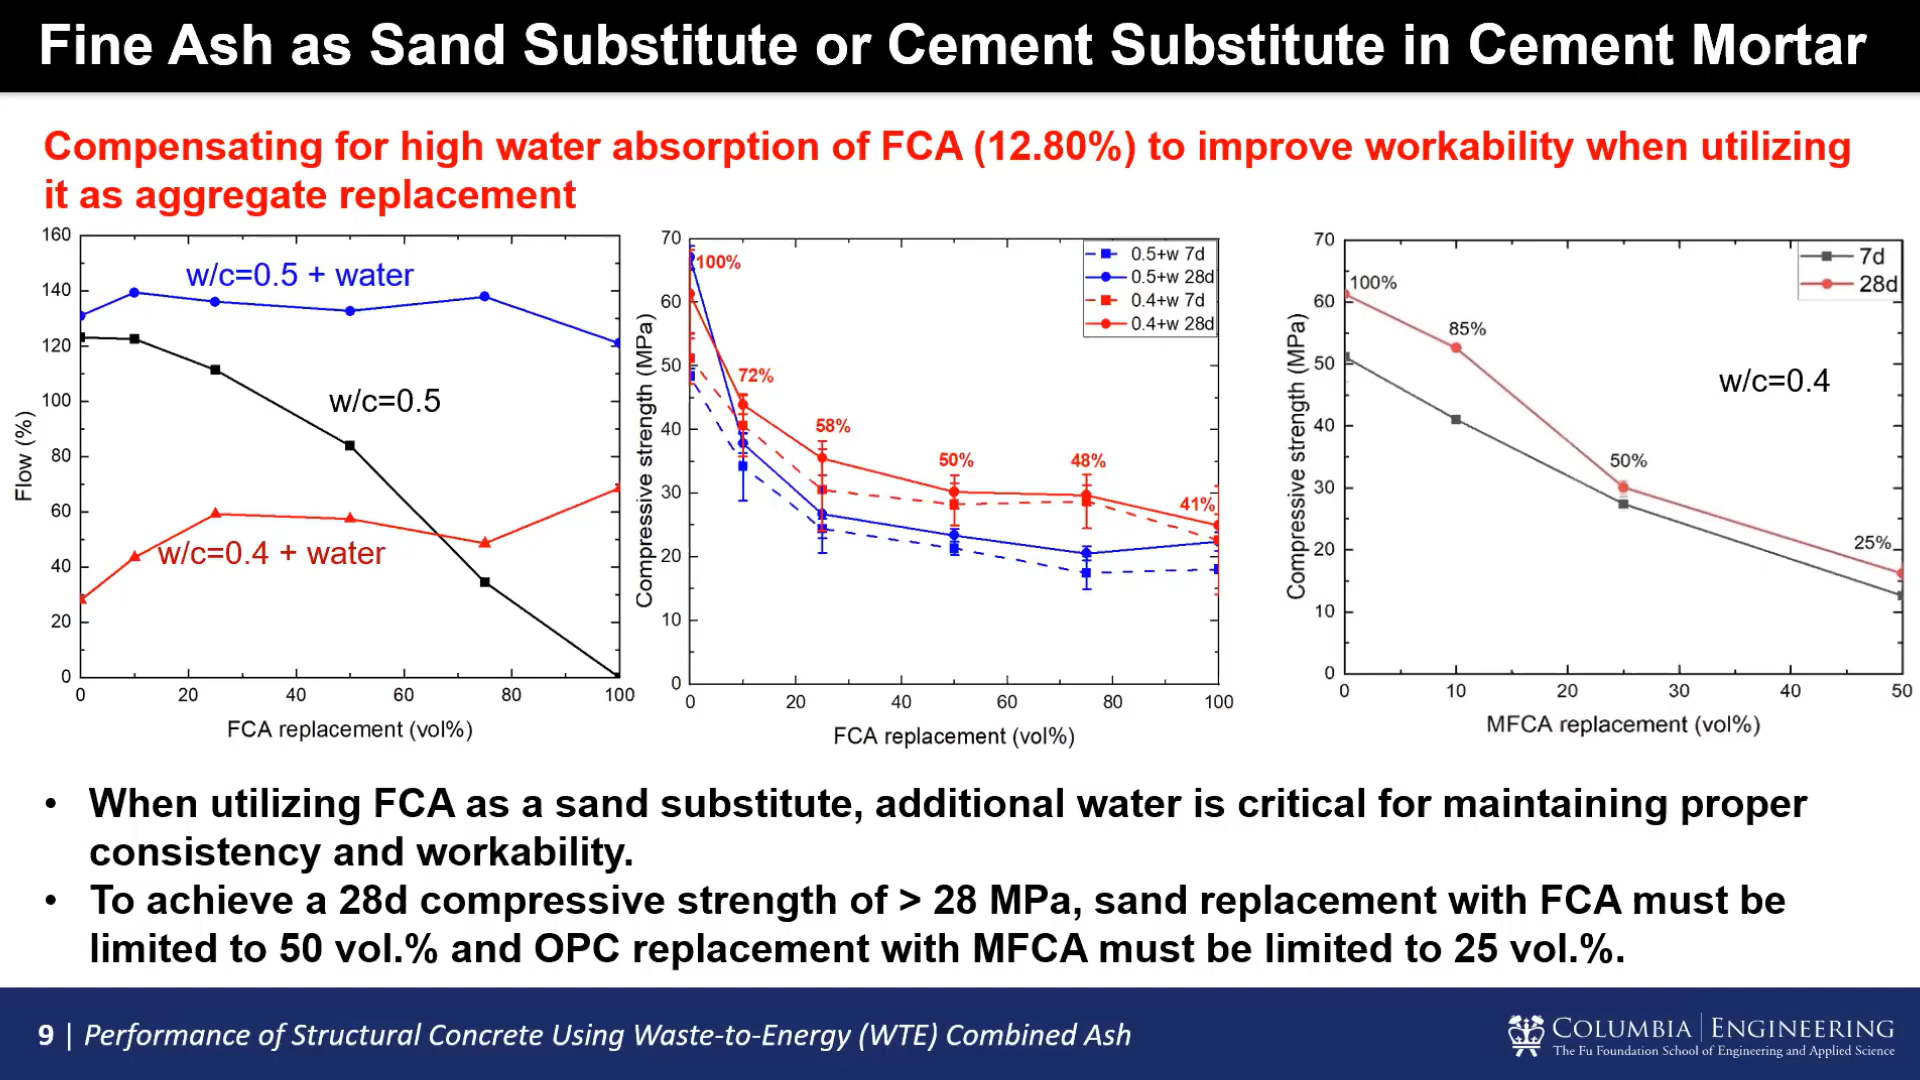 Fine Ash as Sand Substitute or Cement Substitute in Cement Mortar
Compensating for high water absorption of FCA (12.80%) to improve workability when utilizing
it as aggregate replacement
160
140
120
100
80
60
40
20
0
Flow (%)
w/c=0.5 + water
w/c=0.5
w/c=0.4 + water
0 20 40 60 80 100
FCA replacement (vol%)
70
60
50
40
30
20
10
0
Compressive strength (MPa)
0.5+w 7d
0.5+w 28d
0.4+w 7d
0.4+w 28d
100%
72%
58%
50%
48%
41%
0 20 40 60 80 100
FCA replacement (vol%)
70
60
50
40
30
20
10
0
Compressive strength (MPa)
7d
28d
100%
85%
w/c=0.4
50%
25%
0 10 20 30 40 50
MFCA replacement (vol%)
• When utilizing FCA as a sand substitute, additional water is critical for maintaining proper
consistency and workability.
• To achieve a 28d compressive strength of > 28 MPa, sand replacement with FCA must be
limited to 50 vol.% and OPC replacement with MFCA must be limited to 25 vol.%.
9 | Performance of Structural Concrete Using Waste-to-Energy (WTE) Combined Ash
COLUMBIA | ENGINEERING
The Fu Foundation School of Engineering and Applied Science